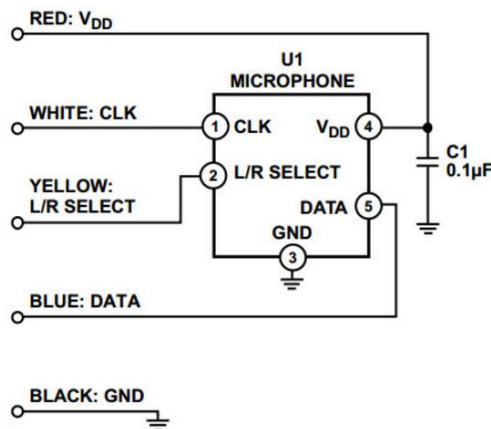 RED: VDD
U1
MICROPHONE
WHITE: CLK
1 CLK
VDD 4
C1
0.1µF
2 L/R SELECT
YELLOW:
L/R SELECT
DATA 5
GND
3
BLUE: DATA
BLACK: GND